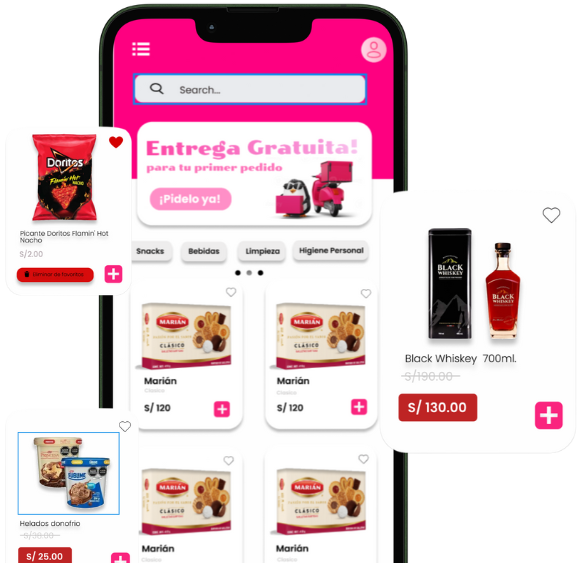 Search...
Entrega Gratuita!
para tu primer pedido
¡Pídelo ya!
Snacks
Bebidas
Limpieza
Higiene Personal
Doritos
Flamin' Hot
NACHO
Picante Doritos Flamin' Hot
Nacho
S/2.00
Eliminar de favoritos
BLACK
WHISKEY
BLACK
WHISKEY
Black Whiskey 700ml.
S/190.00
S/ 130.00
MARIÁN
CLÁSICO
Marián
Clásico
S/ 120
MARIÁN
CLÁSICO
Marián
Clásico
S/ 120
Helados donofrio
S/30.00
S/ 25.00
MARIÁN
CLÁSICO
Marián
MARIÁN
CLÁSICO
Marián